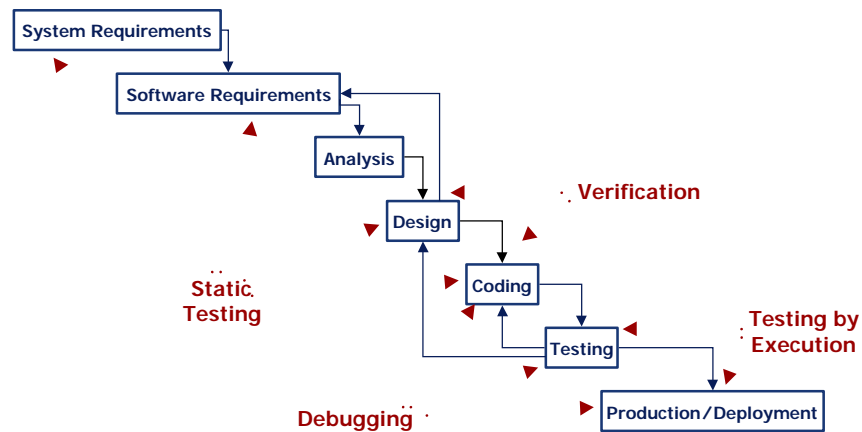 System Requirements
Software Requirements
Analysis
Verification
Design
Static
Testing
Coding
Testing by
Execution
Testing
Debugging
Production/Deployment